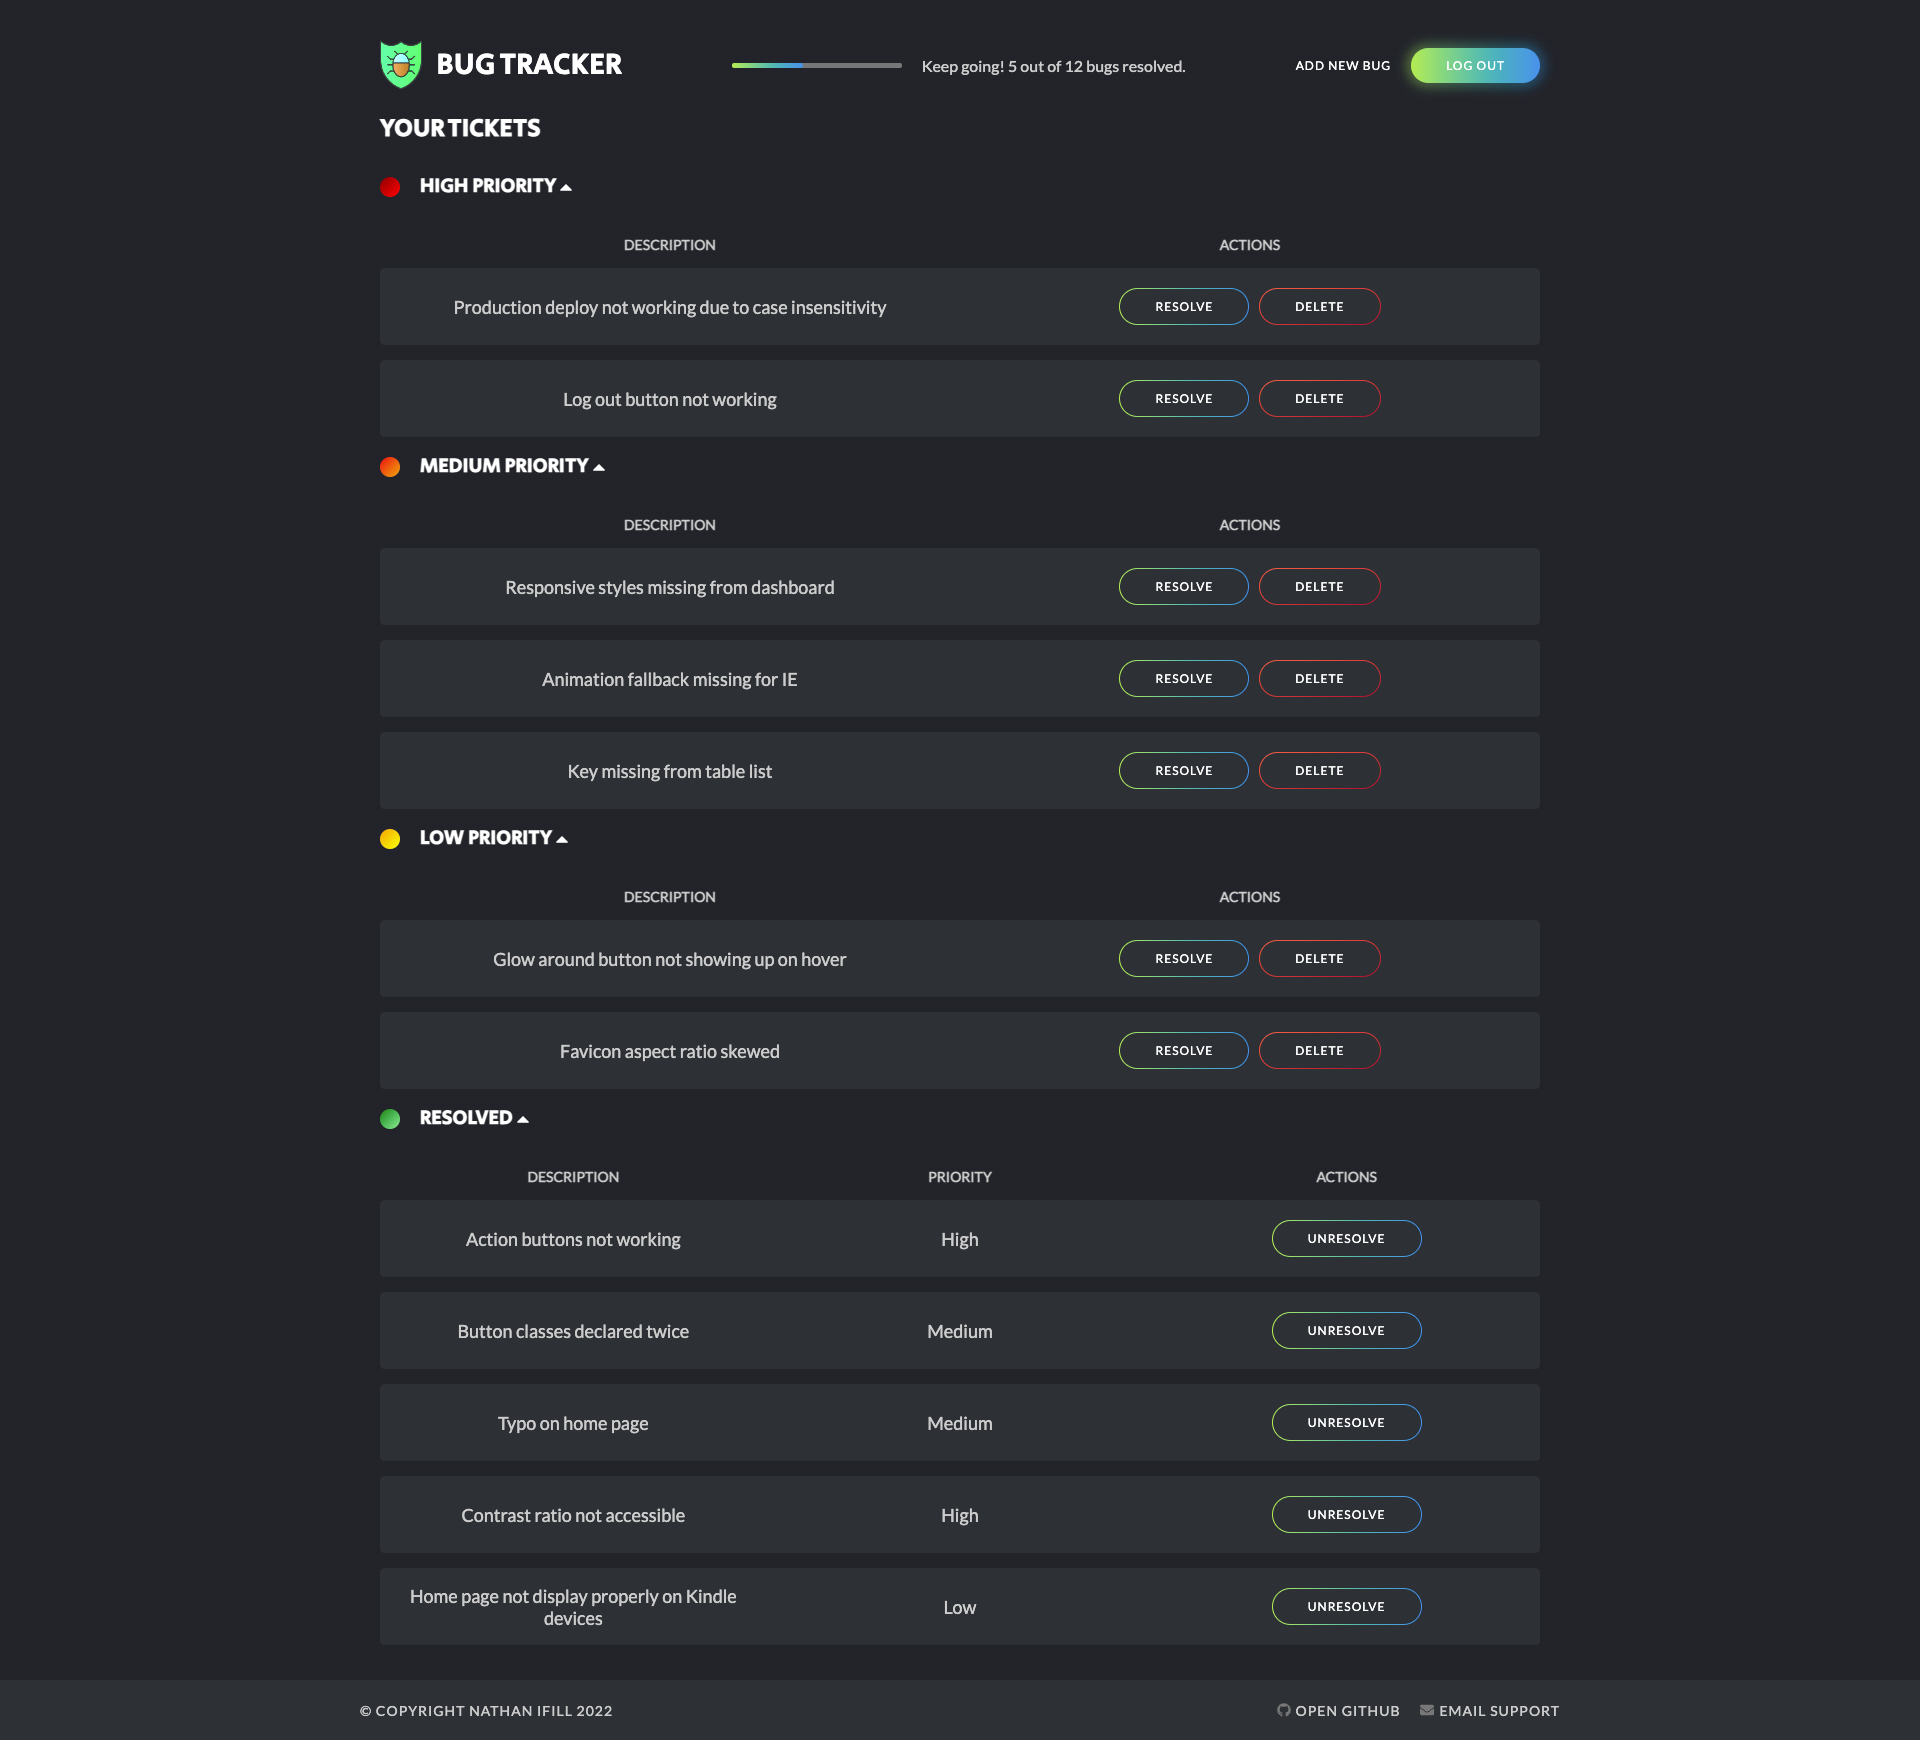 BUG TRACKER
Keep going! 5 out of 12 bugs resolved.
ADD NEW BUG
LOG OUT
YOUR TICKETS
HIGH PRIORITY
DESCRIPTION ACTIONS
Production deploy not working due to case insensitivity RESOLVE DELETE
Log out button not working RESOLVE DELETE
MEDIUM PRIORITY
DESCRIPTION ACTIONS
Responsive styles missing from dashboard RESOLVE DELETE
Animation fallback missing for IE RESOLVE DELETE
Key missing from table list RESOLVE DELETE
LOW PRIORITY
DESCRIPTION ACTIONS
Glow around button not showing up on hover RESOLVE DELETE
Favicon aspect ratio skewed RESOLVE DELETE
RESOLVED
DESCRIPTION PRIORITY ACTIONS
Action buttons not working High UNRESOLVE
Button classes declared twice Medium UNRESOLVE
Typo on home page Medium UNRESOLVE
Contrast ratio not accessible High UNRESOLVE
Home page not display properly on Kindle
devices Low UNRESOLVE
© COPYRIGHT NATHAN IFILL 2022
OPEN GITHUB
EMAIL SUPPORT